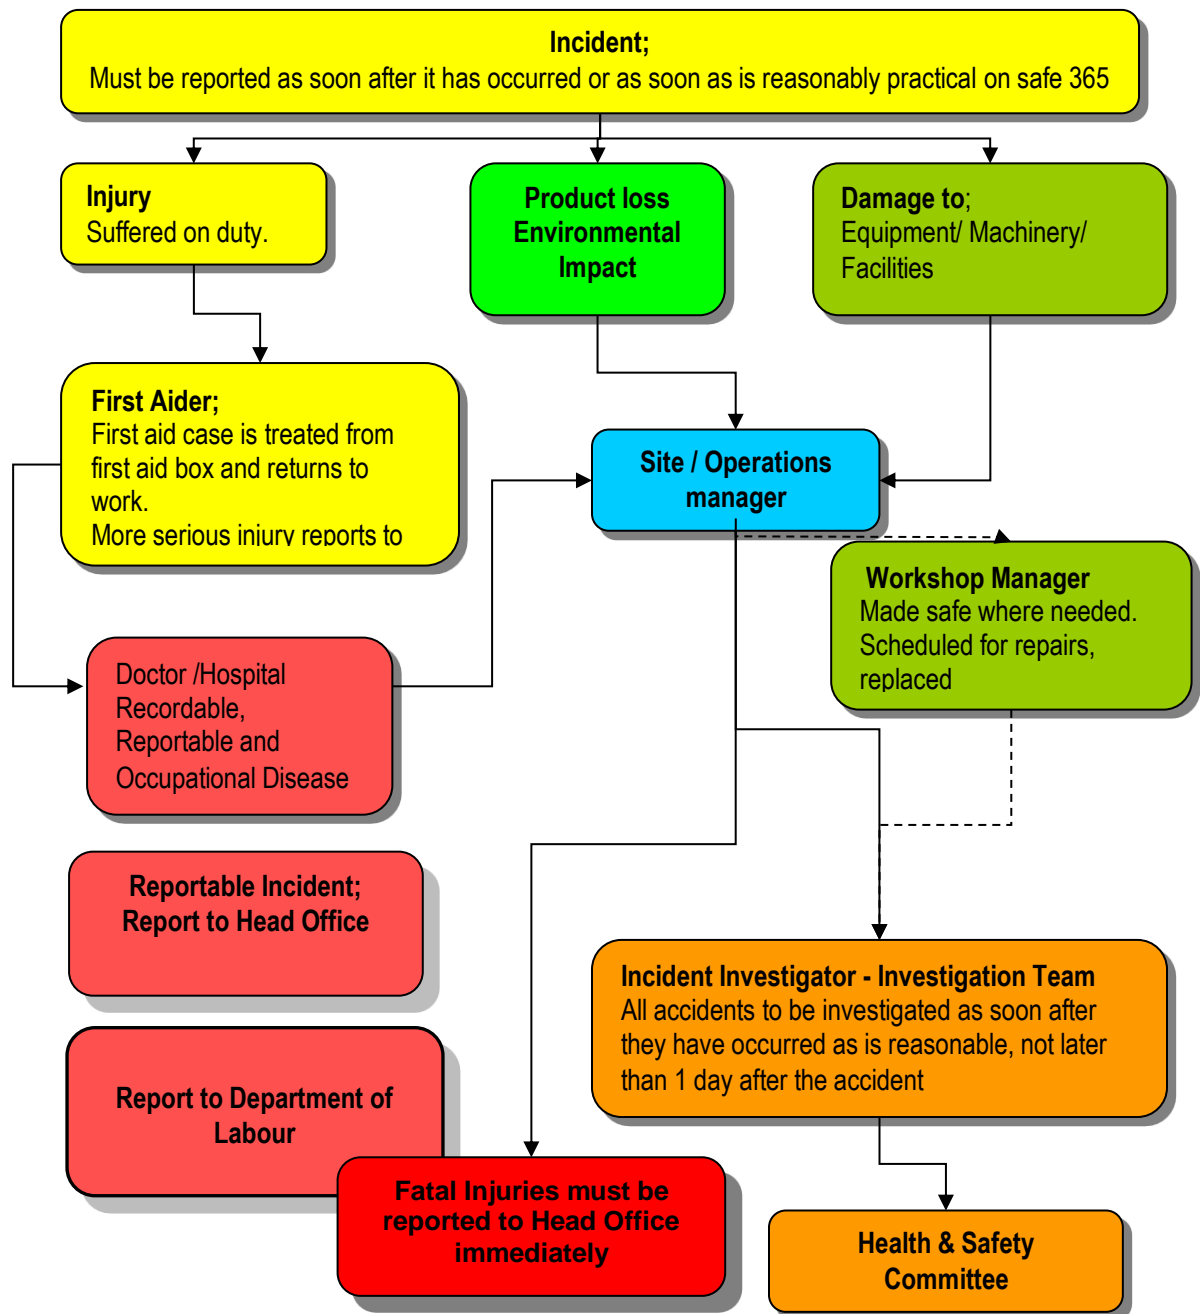 Incident;
Must be reported as soon after it has occurred or as soon as is reasonably practical on safe 365
Injury
Suffered on duty.
Product loss
Environmental
Impact
Damage to;
Equipment/ Machinery/
Facilities
First Aider;
First aid case is treated from
first aid box and returns to
work.
More serious injury reports to
Site / Operations
manager
Workshop Manager
Made safe where needed.
Scheduled for repairs,
replaced
Doctor /Hospital
Recordable,
Reportable and
Occupational Disease
Reportable Incident;
Report to Head Office
Incident Investigator - Investigation Team
All accidents to be investigated as soon after
they have occurred as is reasonable, not later
than 1 day after the accident
Report to Department of
Labour
Fatal Injuries must be
reported to Head Office
immediately
Health & Safety
Committee